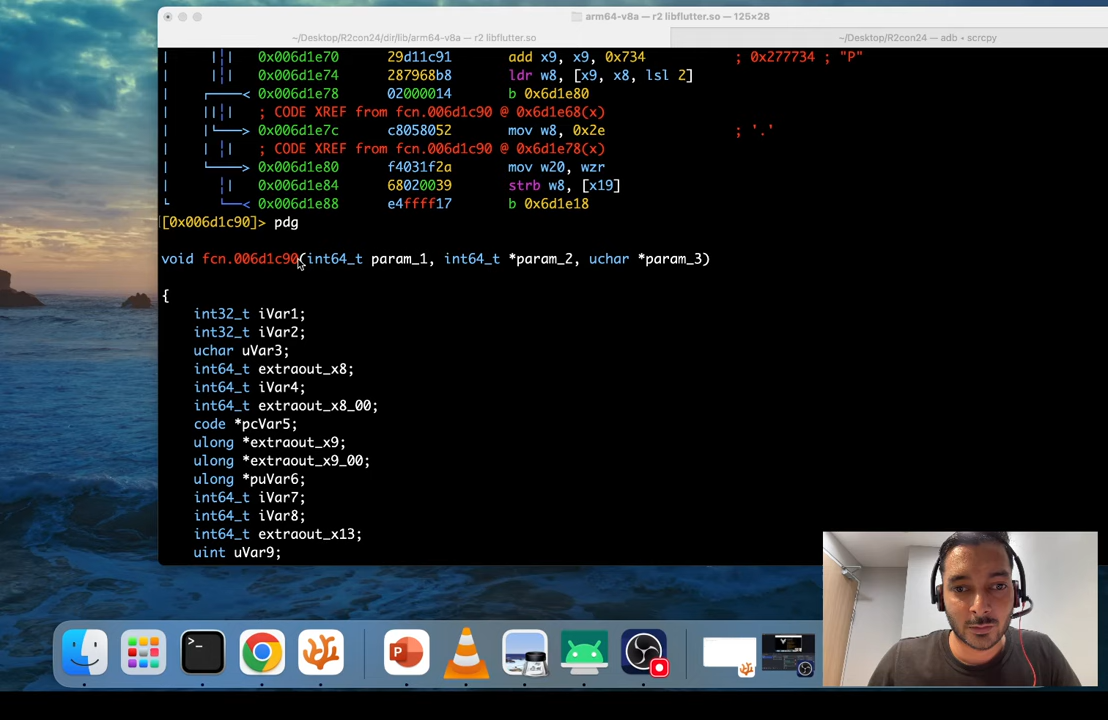 arm64-v8a — r2 libflutter.so — 125×28
~/Desktop/R2con24/dir/lib/arm64-v8a — r2 libflutter.so
~/Desktop/R2con24 — adb • scrcpy
0x006d1e70 29d11c91 add x9, x9, 0x734 ; 0x277734 ; "P"
0x006d1e74 287968b8 ldr w8, [x9, x8, lsl 2]
0x006d1e78 02000014 b 0x6d1e80
; CODE XREF from fcn.006d1c90 @ 0x6d1e68(x)
0x006d1e7c c8058052 mov w8, 0x2e ; '.'
; CODE XREF from fcn.006d1c90 @ 0x6d1e78(x)
0x006d1e80 f4031f2a mov w20, wzr
0x006d1e84 68020039 strb w8, [x19]
0x006d1e88 e4ffff17 b 0x6d1e18
[0x006d1c90]> pdg
void fcn.006d1c90(int64_t param_1, int64_t *param_2, uchar *param_3)
{
int32_t iVar1;
int32_t iVar2;
uchar uVar3;
int64_t extraout_x8;
int64_t iVar4;
int64_t extraout_x8_00;
code *pcVar5;
ulong *extraout_x9;
ulong *extraout_x9_00;
ulong *puVar6;
int64_t iVar7;
int64_t iVar8;
int64_t extraout_x13;
uint uVar9;